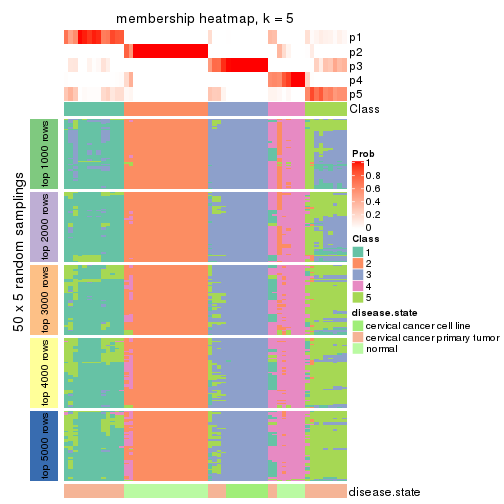 membership heatmap, k = 5
p1
p2
p3
p4
p5
Class
50 x 5 random samplings
top 1000 rows
top 2000 rows
top 3000 rows
top 4000 rows
top 5000 rows
Prob
1
0.8
0.6
0.4
0.2
0
Class
1
2
3
4
5
disease.state
cervical cancer cell line
cervical cancer primary tumor
normal
disease.state